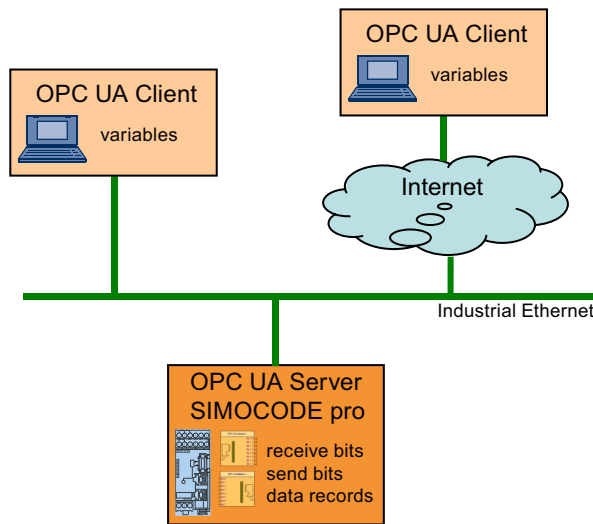 OPC UA Client
variables
OPC UA Client
variables
Internet
Industrial Ethernet
OPC UA Server
SIMOCODE pro
receive bits
send bits
data records